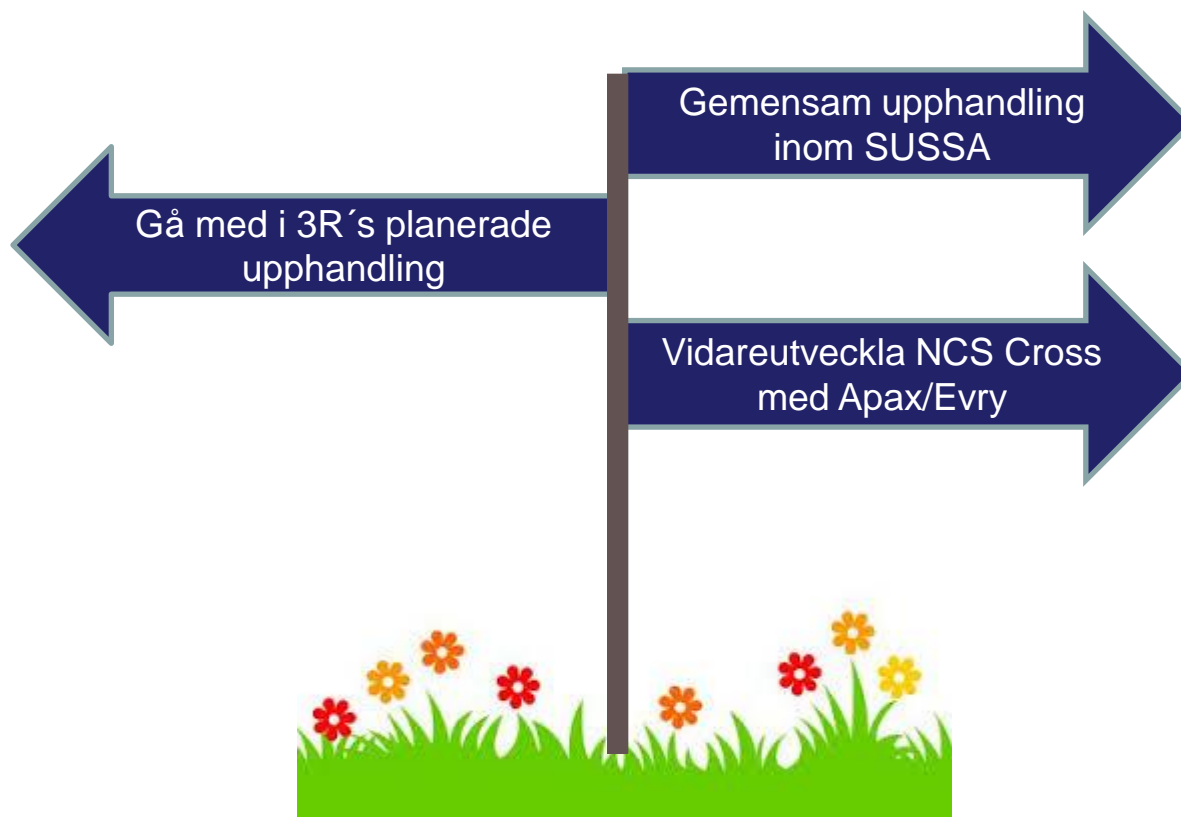 Gemensam upphandling
inom SUSSA
Gå med i 3R´s planerade
upphandling
Vidareutveckla NCS Cross
med Apax/Evry